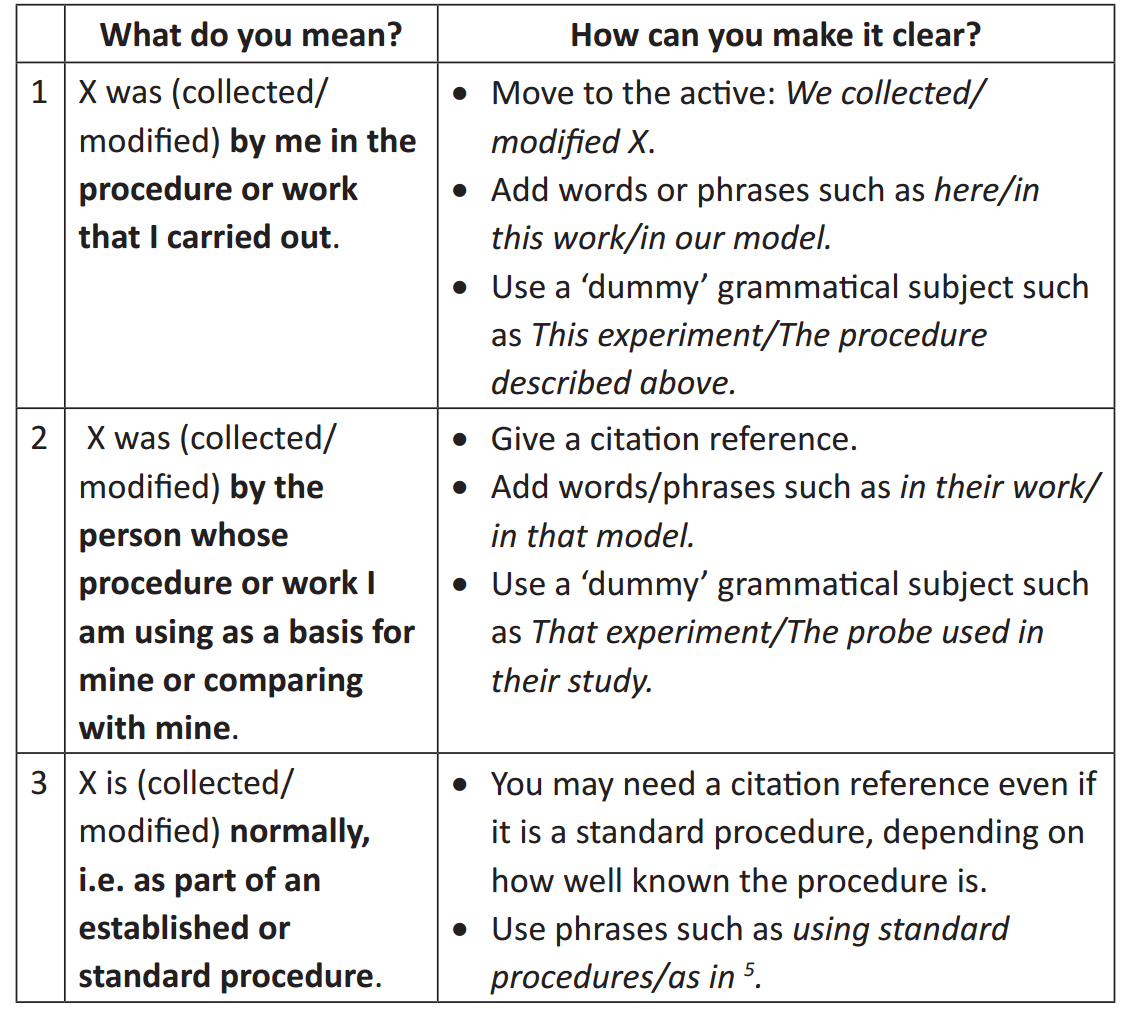 What do you mean? How can you make it clear?
1 X was (collected/
modified) by me in the
procedure or work
that I carried out.
• Move to the active: We collected/
modified X.
• Add words or phrases such as here/in
this work/in our model.
• Use a ‘dummy’ grammatical subject such
as This experiment/The procedure
described above.
2 X was (collected/
modified) by the
person whose
procedure or work I
am using as a basis for
mine or comparing
with mine.
• Give a citation reference.
• Add words/phrases such as in their work/
in that model.
• Use a ‘dummy’ grammatical subject such
as That experiment/The probe used in
their study.
3 X is (collected/
modified) normally,
i.e. as part of an
established or
standard procedure.
• You may need a citation reference even if
it is a standard procedure, depending on
how well known the procedure is.
• Use phrases such as using standard
procedures/as in ⁵.